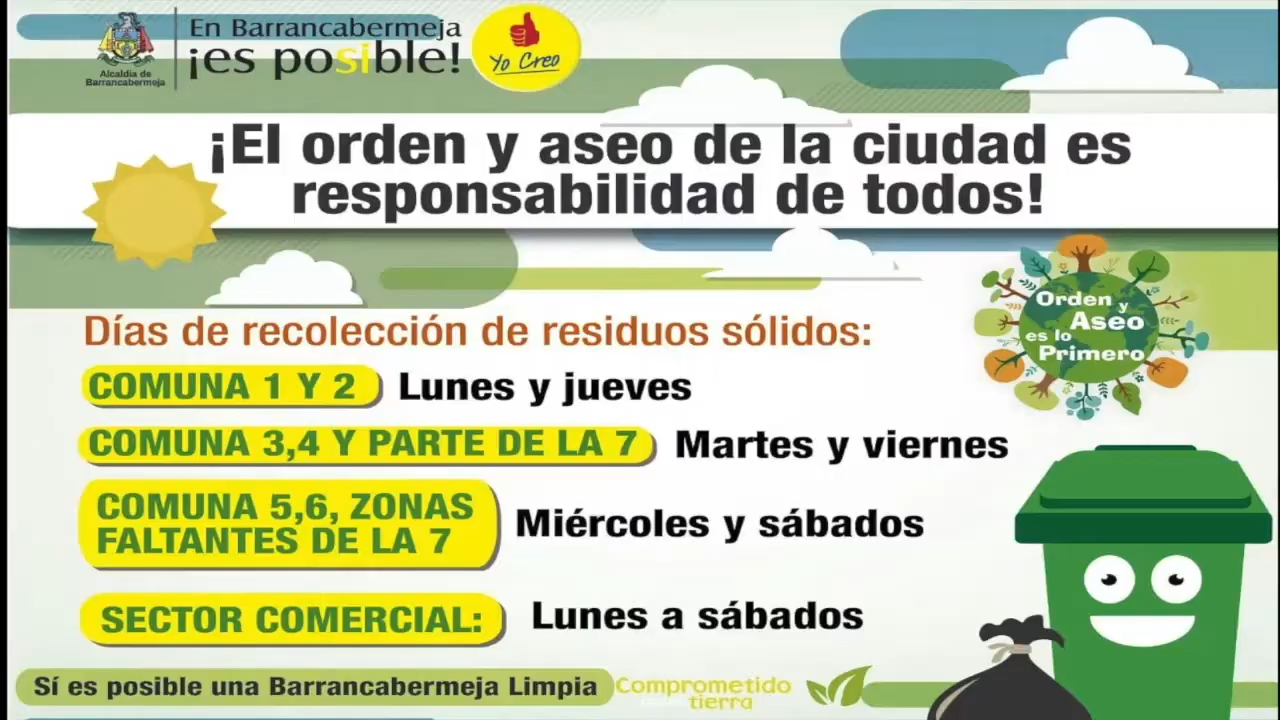 Alcaldía de
Barrancabermeja
En Barrancabermeja
¡es posible!
Yo Creo
¡El orden y aseo de la ciudad es
responsabilidad de todos!
Orden y
Aseo
es lo
Primero
Días de recolección de residuos sólidos:
COMUNA 1 Y 2 Lunes y jueves
COMUNA 3,4 Y PARTE DE LA 7 Martes y viernes
COMUNA 5,6, ZONAS
FALTANTES DE LA 7 Miércoles y sábados
SECTOR COMERCIAL: Lunes a sábados
Sí es posible una Barrancabermeja Limpia
Comprometido
tierra